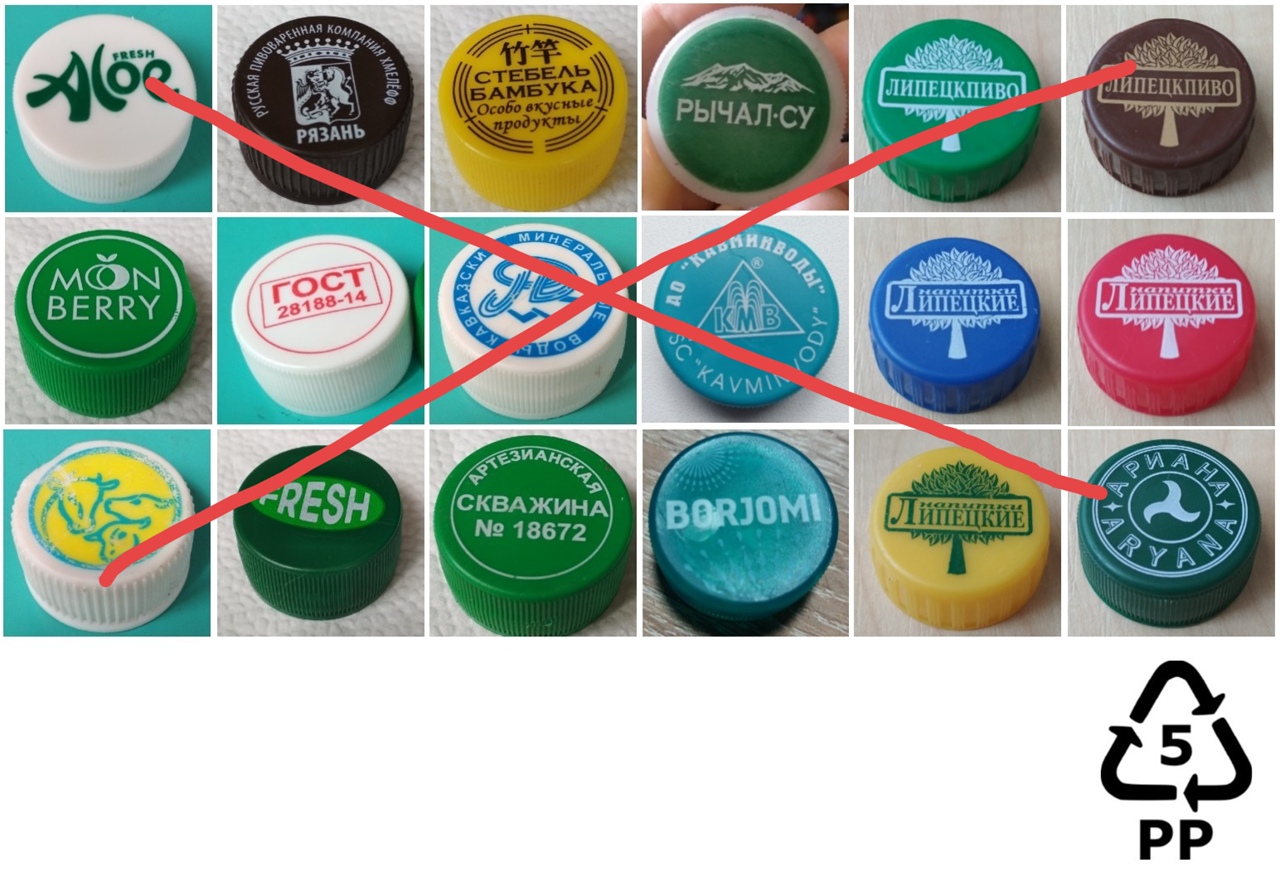 FRESH
Aloe
РУССКАЯ ПИВОВАРЕННАЯ КОМПАНИЯ ХМЕЛЁФФ
РЯЗАНЬ
竹竿
СТЕБЕЛЬ
БАМБУКА
Особо вкусные
продукты
РЫЧАЛ-СУ
ЛИПЕЦКПИВО
ЛИПЕЦКПИВО
MOON
BERRY
ГОСТ
28188-14
МИНЕРАЛЬНЫЕ
ВОДЫ КАВКАЗСКИ
АО "КАВМИНВОДЫ"
®
КМВ
JSC "KAVMINVODY"
напитки
ЛИПЕЦКИЕ
напитки
ЛИПЕЦКИЕ
FRESH
АРТЕЗИАНСКАЯ
СКВАЖИНА
№ 18672
BORJOMI
напитки
ЛИПЕЦКИЕ
АРИАНА
ARYANA
5
PP